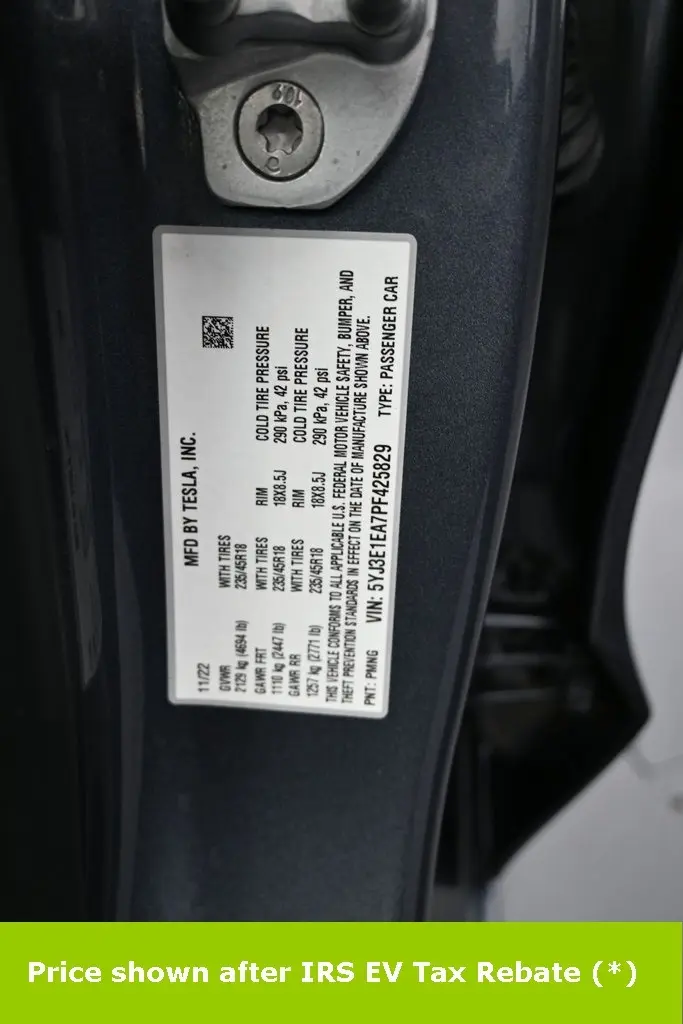 109
MFD BY TESLA, INC.
11/22
GVWR WITH TIRES
2129 kg (4694 lb) 235/45R18
GAWR FRT WITH TIRES RIM COLD TIRE PRESSURE
1110 kg (2447 lb) 235/45R18 18X8.5J 290 kPa, 42 psi
GAWR RR WITH TIRES RIM COLD TIRE PRESSURE
1257 kg (2771 lb) 235/45R18 18X8.5J 290 kPa, 42 psi
THIS VEHICLE CONFORMS TO ALL APPLICABLE U.S. FEDERAL MOTOR VEHICLE SAFETY, BUMPER, AND
THEFT PREVENTION STANDARDS IN EFFECT ON THE DATE OF MANUFACTURE SHOWN ABOVE.
PNT: PMNG VIN: 5YJ3E1EA7PF425829 TYPE: PASSENGER CAR
Price shown after IRS EV Tax Rebate (*)